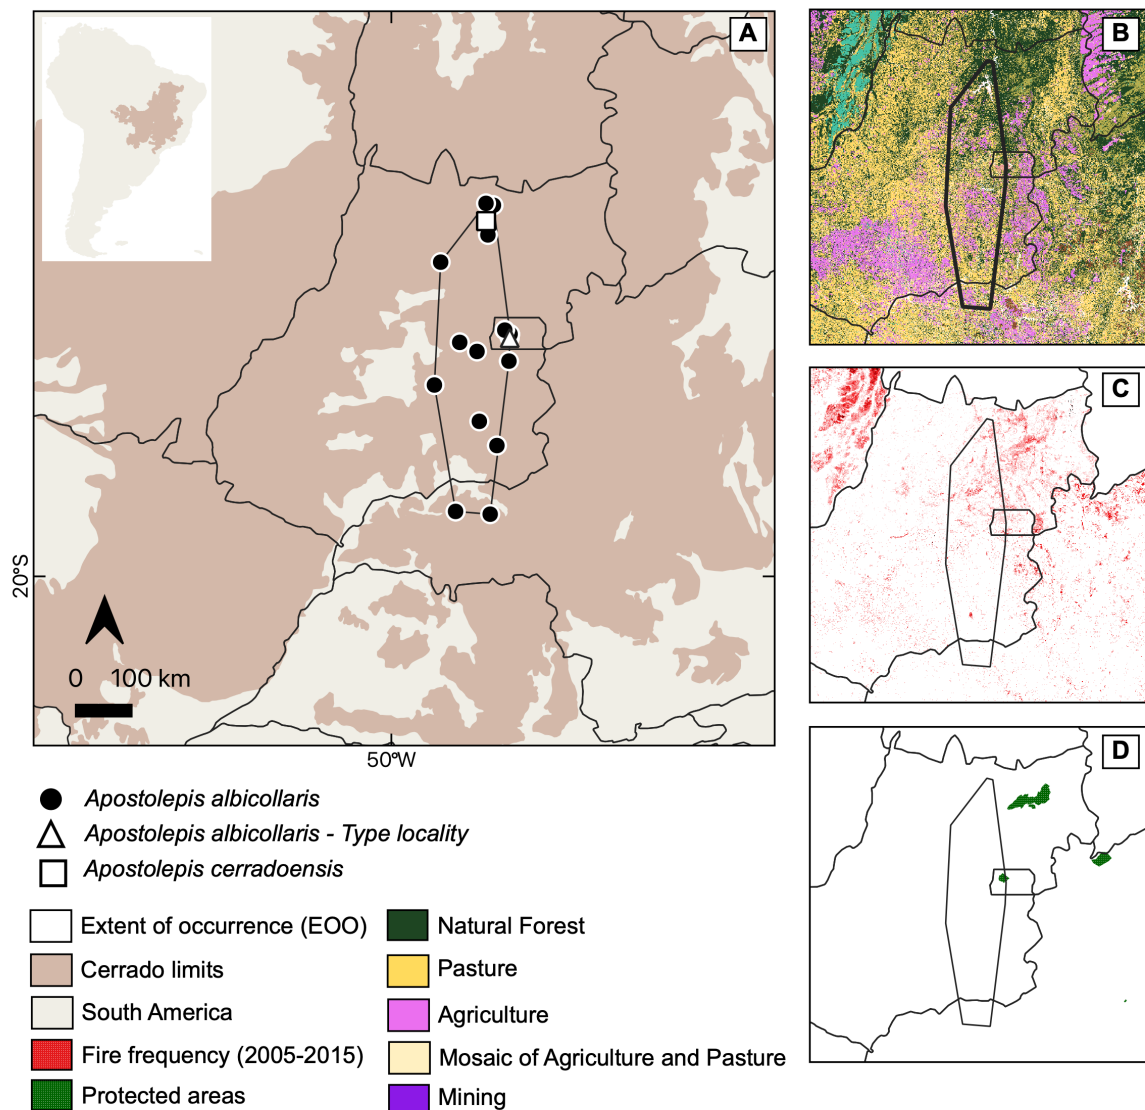 A
B
20°S
0 100 km
50°W
C
D
Apostolepis albicollaris
Apostolepis albicollaris - Type locality
Apostolepis cerradoensis
Extent of occurrence (EOO)
Cerrado limits
South America
Fire frequency (2005-2015)
Protected areas
Natural Forest
Pasture
Agriculture
Mosaic of Agriculture and Pasture
Mining